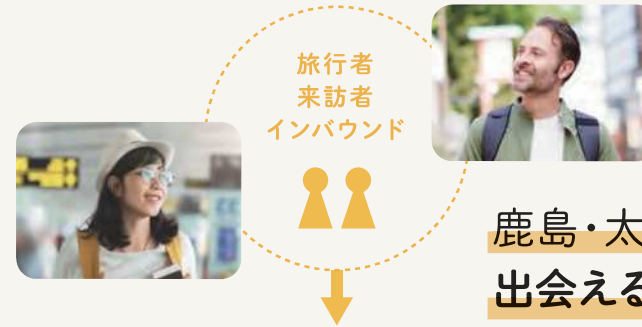 旅行者
来訪者
インバウンド
鹿島・太
出会える